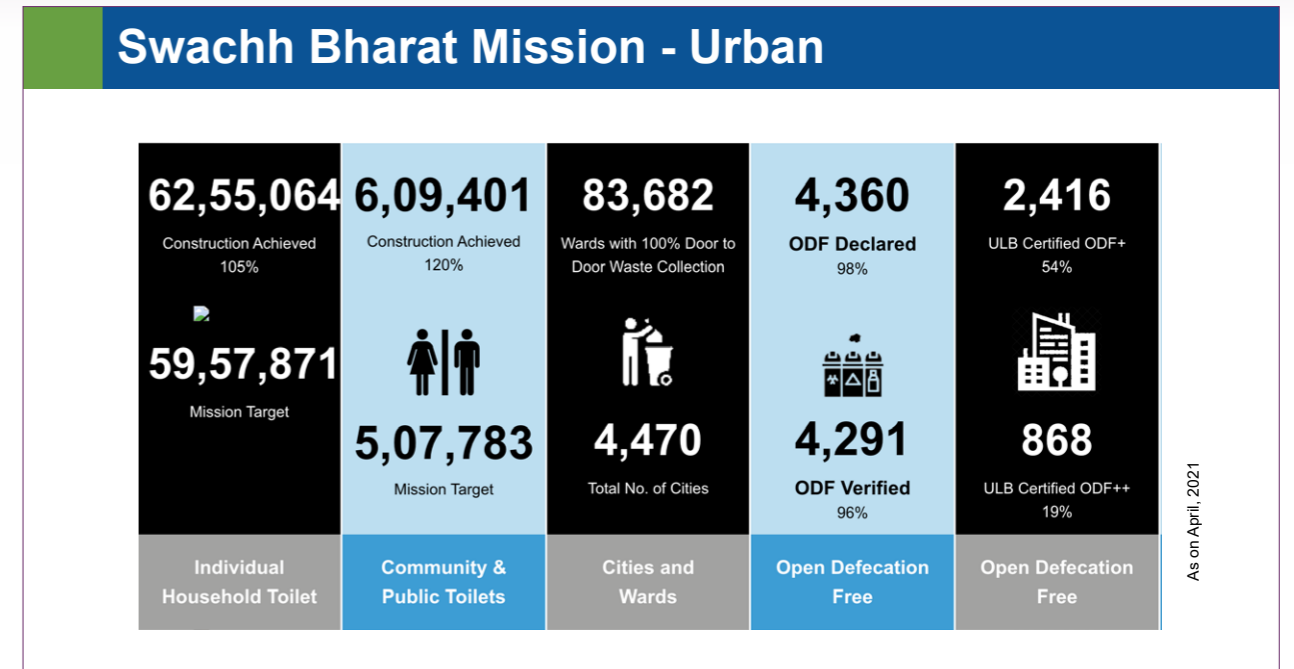 Swachh Bharat Mission - Urban
62,55,064
Construction Achieved
105%
59,57,871
Mission Target
Individual
Household Toilet
6,09,401
Construction Achieved
120%
5,07,783
Mission Target
Community &
Public Toilets
83,682
Wards with 100% Door to
Door Waste Collection
4,470
Total No. of Cities
Cities and
Wards
4,360
ODF Declared
98%
4,291
ODF Verified
96%
Open Defecation
Free
2,416
ULB Certified ODF+
54%
868
ULB Certified ODF++
19%
Open Defecation
Free
As on April, 2021